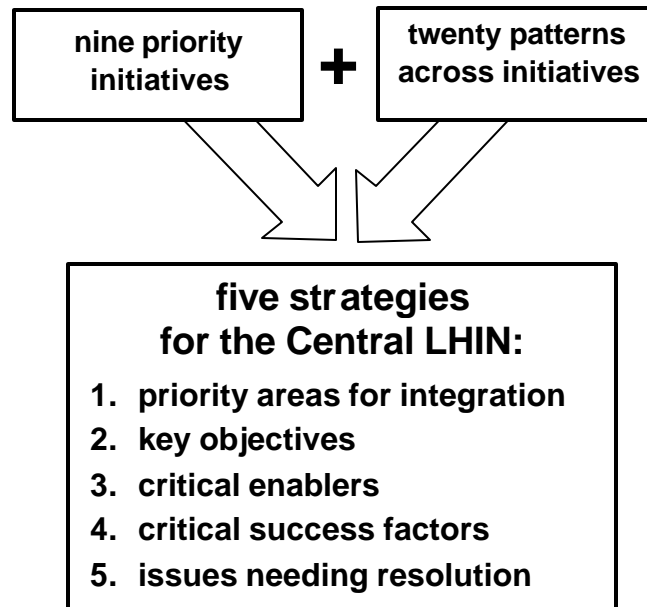 nine priority
initiatives
+
twenty patterns
across initiatives
five strategies
for the Central LHIN:
1. priority areas for integration
2. key objectives
3. critical enablers
4. critical success factors
5. issues needing resolution